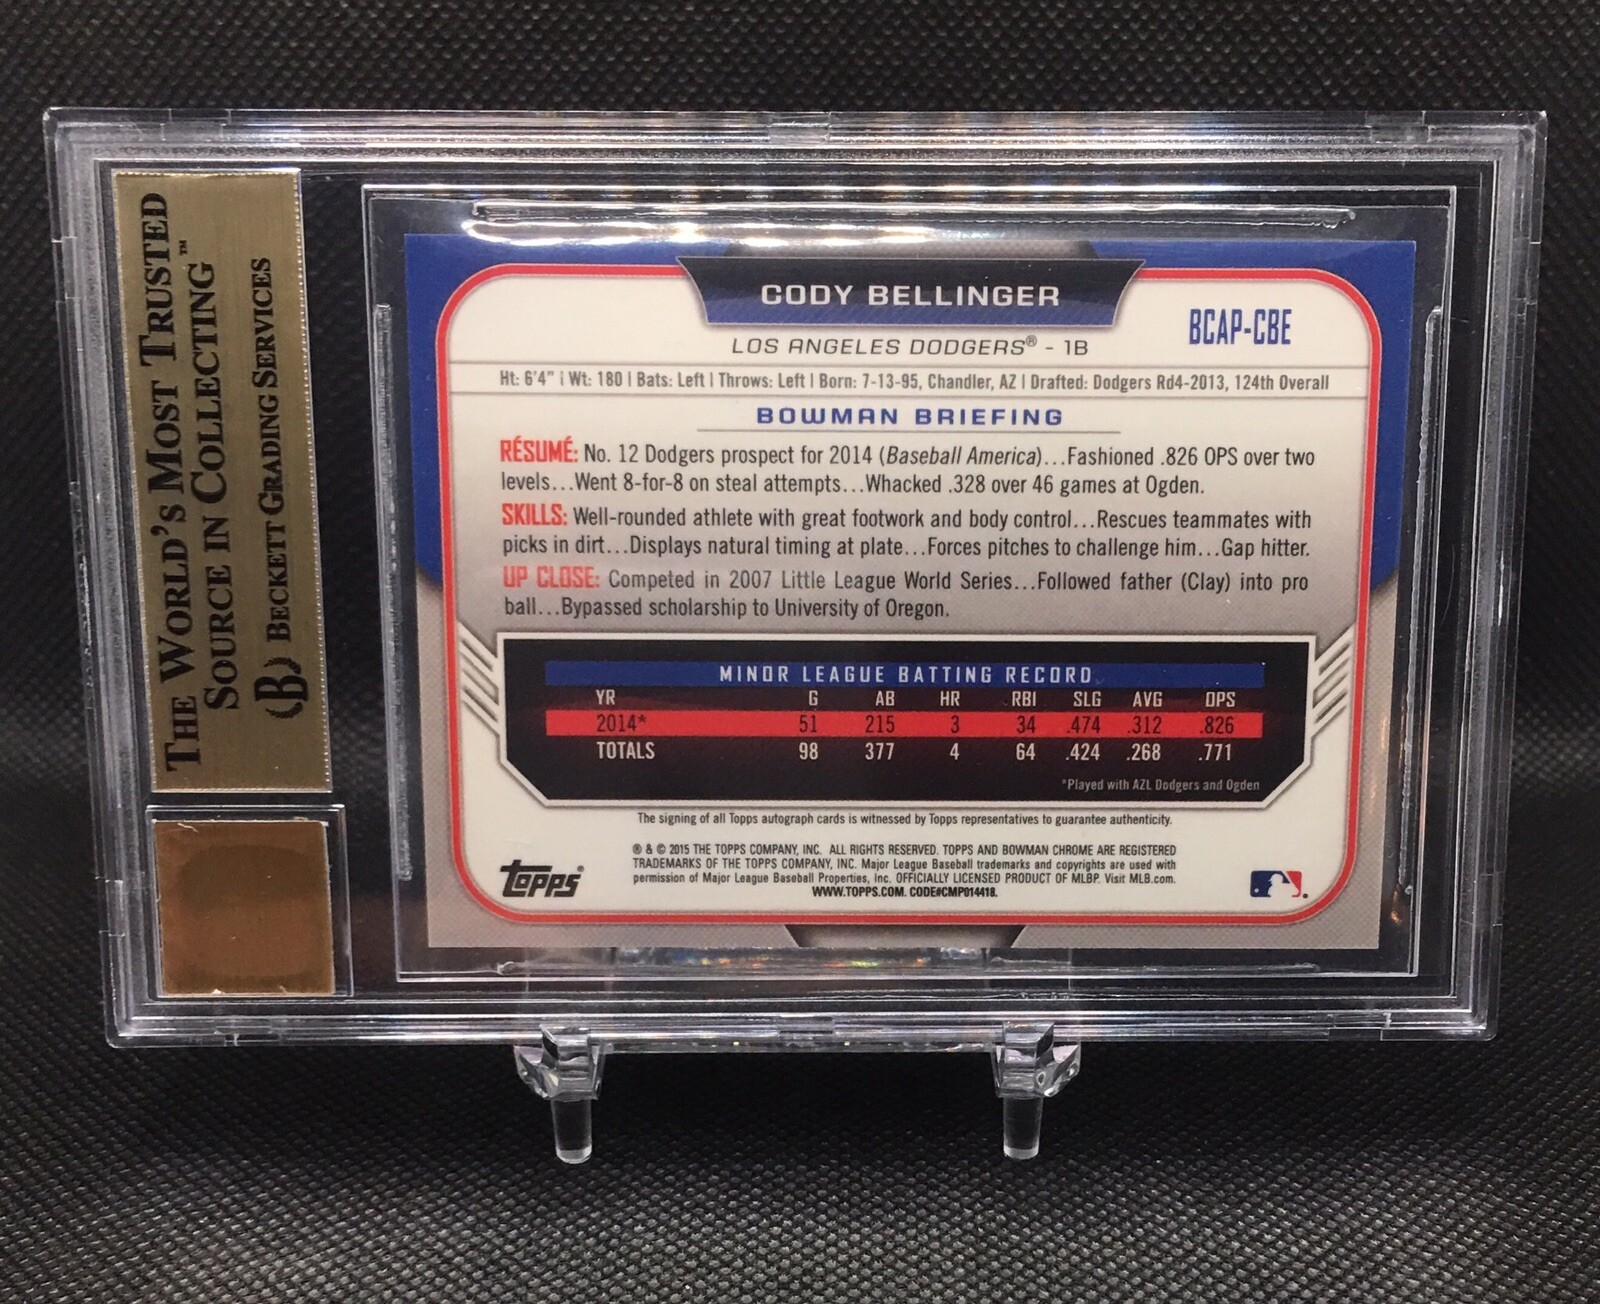 THE WORLD'S MOST TRUSTED
SOURCE IN COLLECTING™
B BECKETT GRADING SERVICES
CODY BELLINGER
BCAP-CBE
LOS ANGELES DODGERS® - 1B
Ht: 6'4" | Wt: 180 | Bats: Left | Throws: Left | Born: 7-13-95, Chandler, AZ | Drafted: Dodgers Rd4-2013, 124th Overall
BOWMAN BRIEFING
RÉSUMÉ: No. 12 Dodgers prospect for 2014 (Baseball America)...Fashioned .826 OPS over two
levels...Went 8-for-8 on steal attempts...Whacked .328 over 46 games at Ogden.
SKILLS: Well-rounded athlete with great footwork and body control...Rescues teammates with
picks in dirt...Displays natural timing at plate...Forces pitches to challenge him...Gap hitter.
UP CLOSE: Competed in 2007 Little League World Series...Followed father (Clay) into pro
ball...Bypassed scholarship to University of Oregon.
MINOR LEAGUE BATTING RECORD
YR G AB HR RBI SLG AVG OPS
2014* 51 215 3 34 .474 .312 .826
TOTALS 98 377 4 64 .424 .268 .771
*Played with AZL Dodgers and Ogden
The signing of all Topps autograph cards is witnessed by Topps representatives to guarantee authenticity.
® & © 2015 THE TOPPS COMPANY, INC. ALL RIGHTS RESERVED. TOPPS AND BOWMAN CHROME ARE REGISTERED
TRADEMARKS OF THE TOPPS COMPANY, INC. Major League Baseball trademarks and copyrights are used with
permission of Major League Baseball Properties, Inc. OFFICIALLY LICENSED PRODUCT OF MLBP. Visit MLB.com.
WWW.TOPPS.COM. CODE#CMP014418.
Topps®